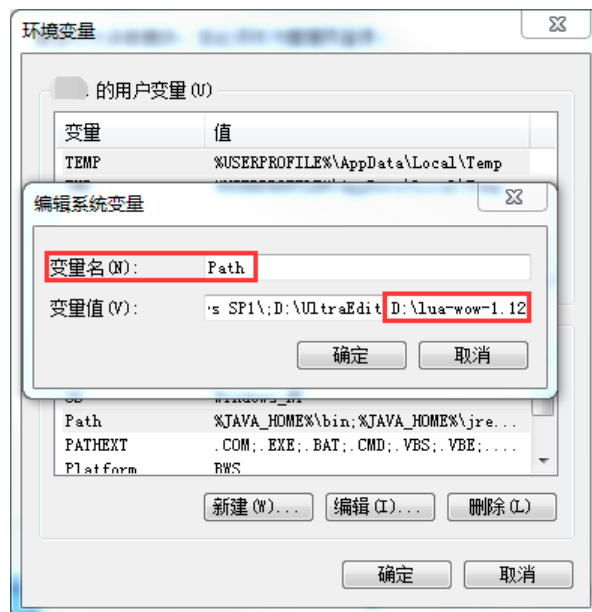 环境变量
的用户变量(U)
变量 值
TEMP %USERPROFILE%\AppData\Local\Temp
编辑系统变量
变量名(N): Path
变量值(V): s SP1\;D:\UltraEdit D:\lua-wow-1.12
确定 取消
Path %JAVA_HOME%\bin;%JAVA_HOME%\jre...
PATHEXT .COM;.EXE;.BAT;.CMD;.VBS;.VBE;....
Platform BWS
新建(W)... 编辑(I)... 删除(L)
确定 取消